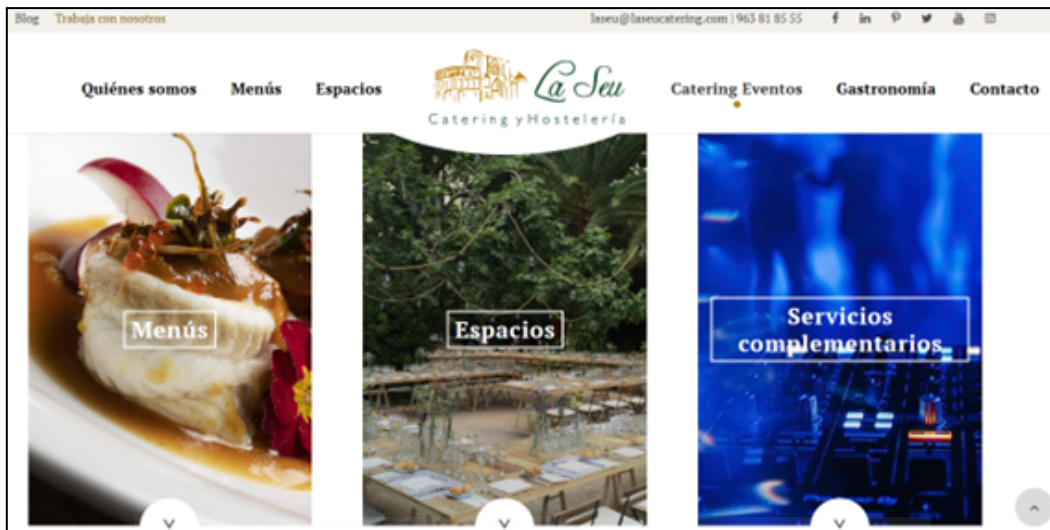 Blog Trabaja con nosotros laseu@laseucatering.com | 963 81 85 55
Quiénes somos Menús Espacios La Seu Catering Eventos Gastronomía Contacto
Catering y Hostelería
Menús
Espacios
Servicios
complementarios